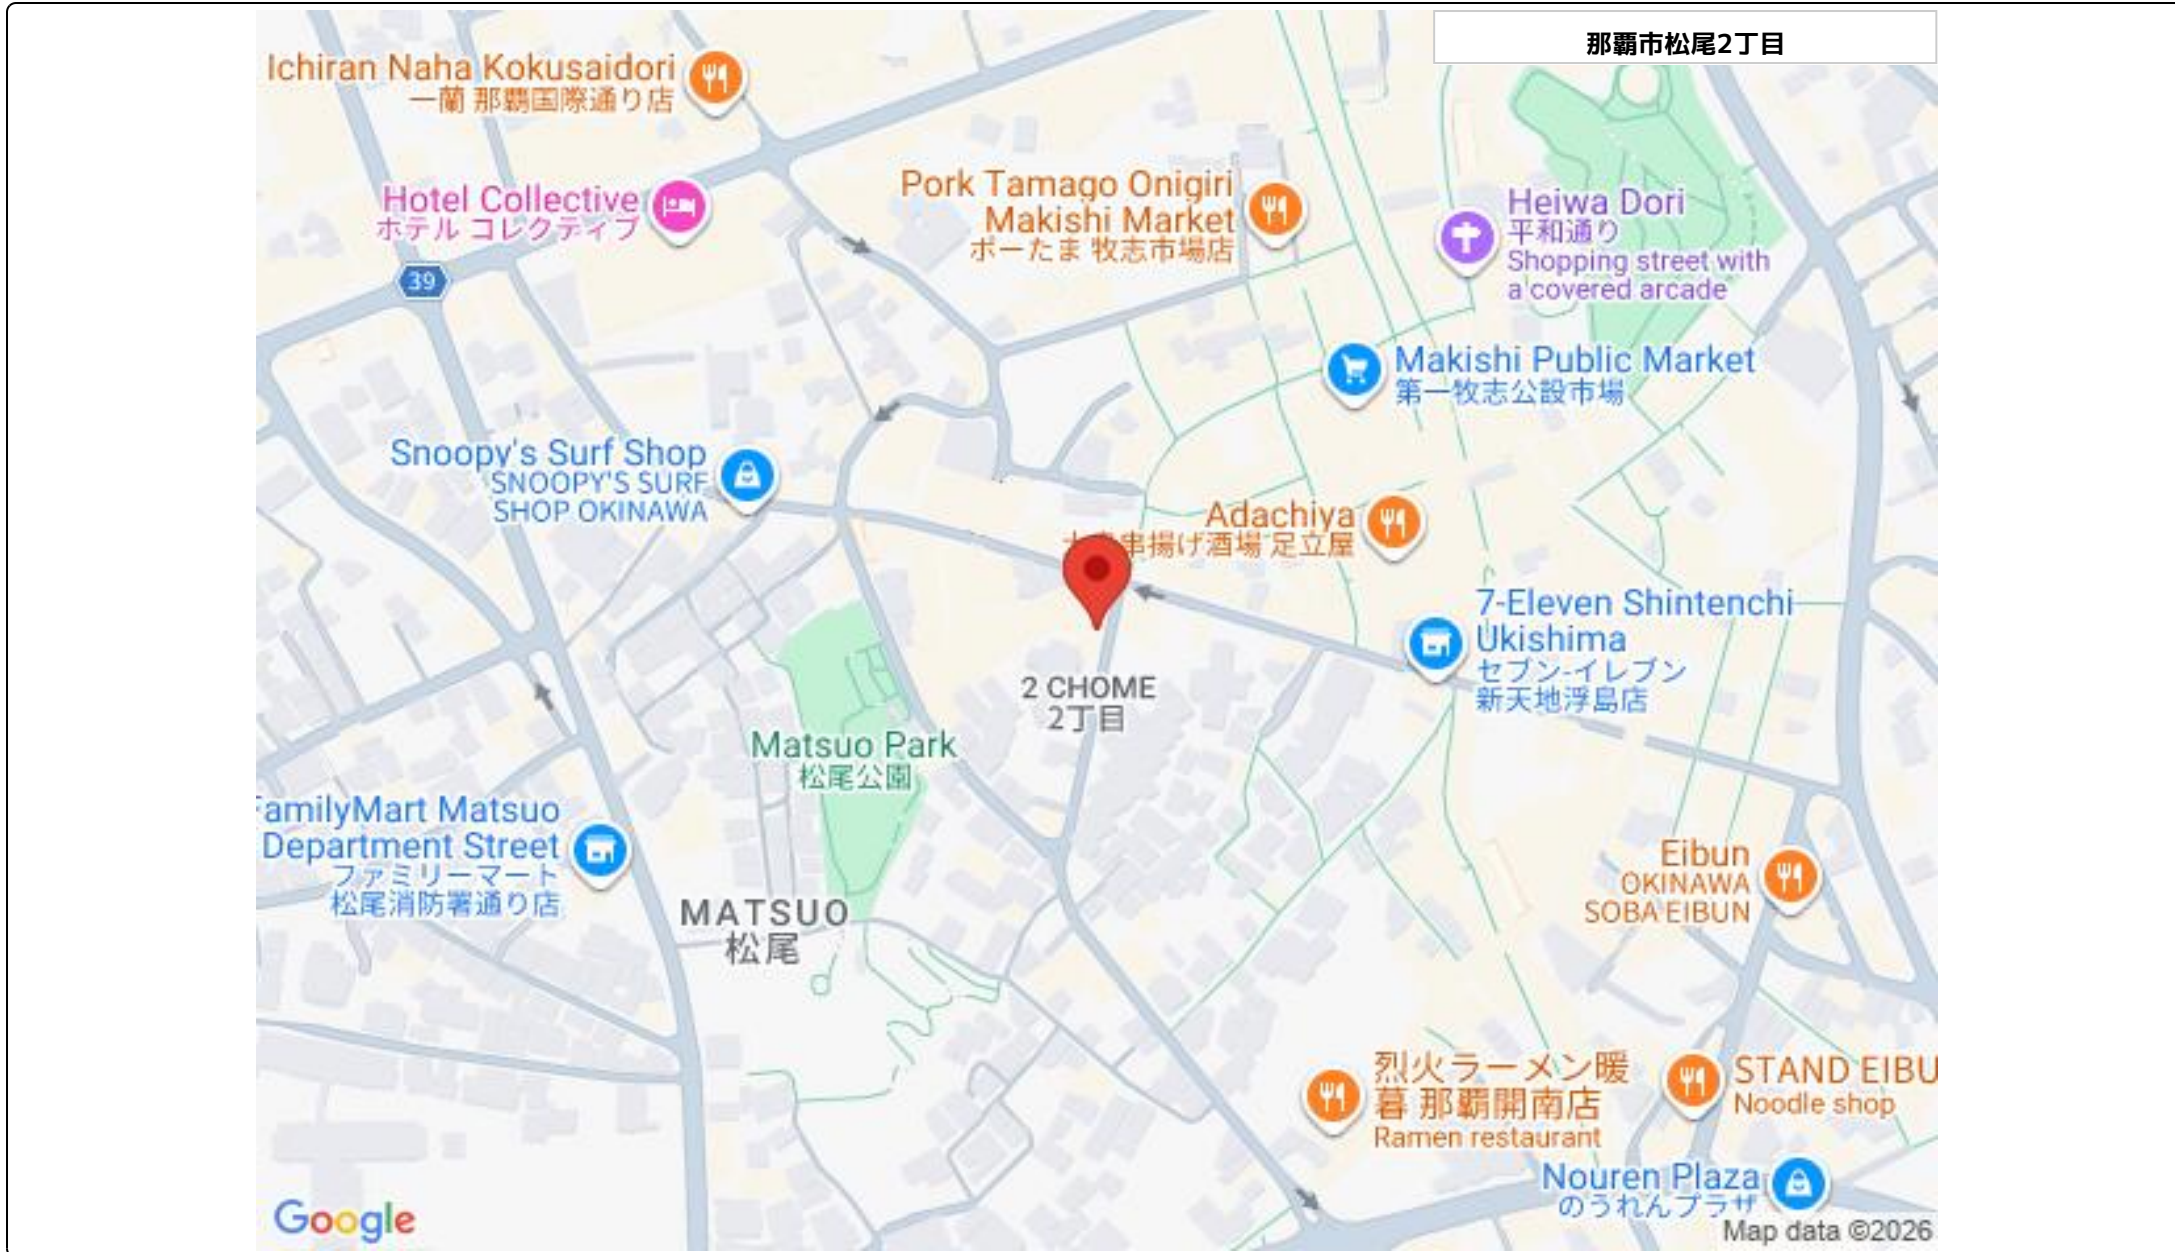 那覇市松尾2丁目
Ichiran Naha Kokusaidori
一蘭 那覇国際通り店
Hotel Collective
ホテル コレクティブ
39
Pork Tamago Onigiri
Makishi Market
ポーたま 牧志市場店
Heiwa Dori
平和通り
Shopping street with
a covered arcade
Makishi Public Market
第一牧志公設市場
Snoopy's Surf Shop
SNOOPY'S SURF
SHOP OKINAWA
Adachiya
串揚げ酒場 足立屋
7-Eleven Shintenchi
Ukishima
セブン-イレブン
新天地浮島店
2 CHOME
2丁目
Matsuo Park
松尾公園
FamilyMart Matsuo
Department Street
ファミリーマート
松尾消防署通り店
MATSUO
松尾
Eibun
OKINAWA
SOBA EIBUN
烈火ラーメン暖
暮 那覇開南店
Ramen restaurant
STAND EIBU
Noodle shop
Nouren Plaza
のうれんプラザ
Google
Map data ©2026